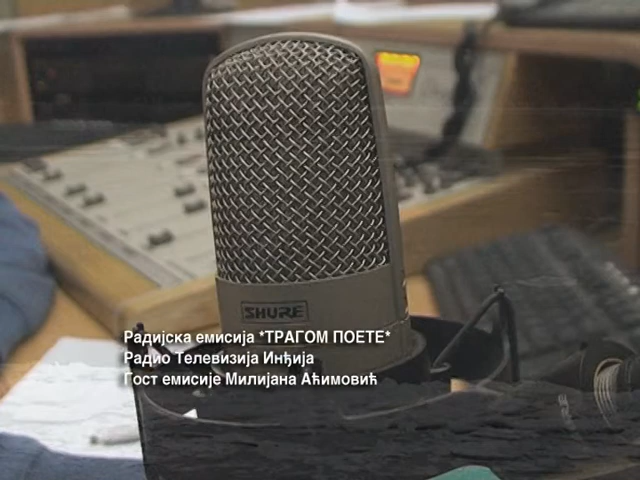 SHURE
Радијска емисија *ТРАГОМ ПОЕТЕ*
Радио Телевизија Инђија
Гост емисије Милијана Аћимовић